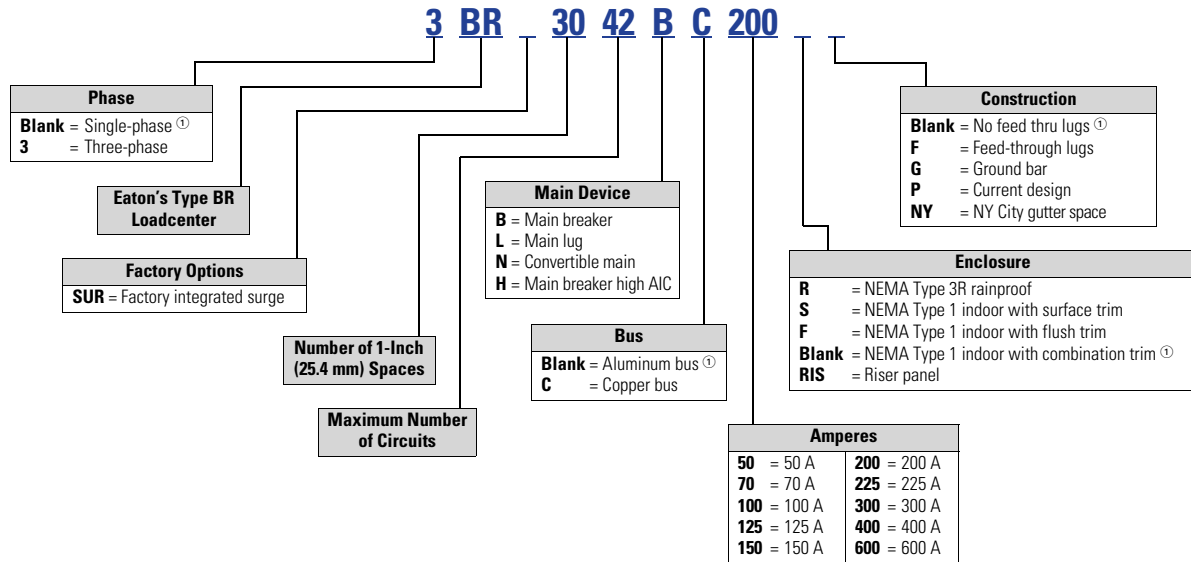 3 BR _ 30 42 B C 200 _ _
Phase
Blank = Single-phase ①
3 = Three-phase
Eaton's Type BR
Loadcenter
Factory Options
SUR = Factory integrated surge
Number of 1-Inch
(25.4 mm) Spaces
Maximum Number
of Circuits
Main Device
B = Main breaker
L = Main lug
N = Convertible main
H = Main breaker high AIC
Bus
Blank = Aluminum bus ①
C = Copper bus
Amperes
50 = 50 A
70 = 70 A
100 = 100 A
125 = 125 A
150 = 150 A
200 = 200 A
225 = 225 A
300 = 300 A
400 = 400 A
600 = 600 A
Enclosure
R = NEMA Type 3R rainproof
S = NEMA Type 1 indoor with surface trim
F = NEMA Type 1 indoor with flush trim
Blank = NEMA Type 1 indoor with combination trim ①
RIS = Riser panel
Construction
Blank = No feed thru lugs ①
F = Feed-through lugs
G = Ground bar
P = Current design
NY = NY City gutter space